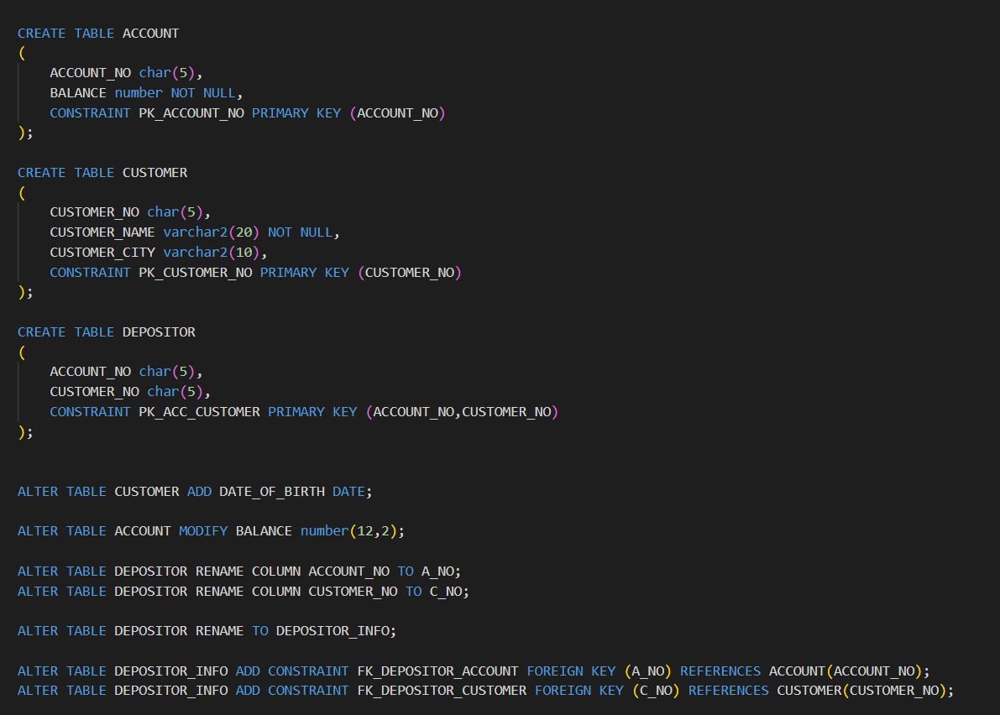 CREATE TABLE ACCOUNT
(
    ACCOUNT_NO char(5),
    BALANCE number NOT NULL,
    CONSTRAINT PK_ACCOUNT_NO PRIMARY KEY (ACCOUNT_NO)
);
CREATE TABLE CUSTOMER
(
    CUSTOMER_NO char(5),
    CUSTOMER_NAME varchar2(20) NOT NULL,
    CUSTOMER_CITY varchar2(10),
    CONSTRAINT PK_CUSTOMER_NO PRIMARY KEY (CUSTOMER_NO)
);
CREATE TABLE DEPOSITOR
(
    ACCOUNT_NO char(5),
    CUSTOMER_NO char(5),
    CONSTRAINT PK_ACC_CUSTOMER PRIMARY KEY (ACCOUNT_NO,CUSTOMER_NO)
);
ALTER TABLE CUSTOMER ADD DATE_OF_BIRTH DATE;
ALTER TABLE ACCOUNT MODIFY BALANCE number(12,2);
ALTER TABLE DEPOSITOR RENAME COLUMN ACCOUNT_NO TO A_NO;
ALTER TABLE DEPOSITOR RENAME COLUMN CUSTOMER_NO TO C_NO;
ALTER TABLE DEPOSITOR RENAME TO DEPOSITOR_INFO;
ALTER TABLE DEPOSITOR_INFO ADD CONSTRAINT FK_DEPOSITOR_ACCOUNT FOREIGN KEY (A_NO) REFERENCES ACCOUNT(ACCOUNT_NO);
ALTER TABLE DEPOSITOR_INFO ADD CONSTRAINT FK_DEPOSITOR_CUSTOMER FOREIGN KEY (C_NO) REFERENCES CUSTOMER(CUSTOMER_NO);